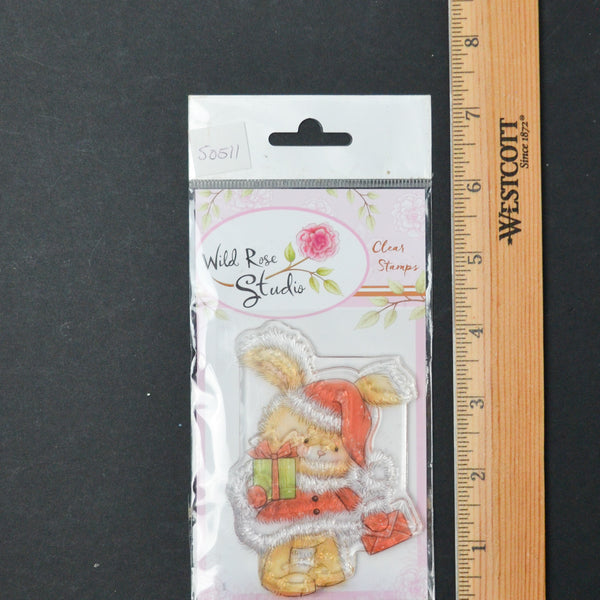 S0511
Wild Rose
Studio
Clear
Stamps
8
7
6
5
4
3
2
1
WESTCOTT
Since 1872®